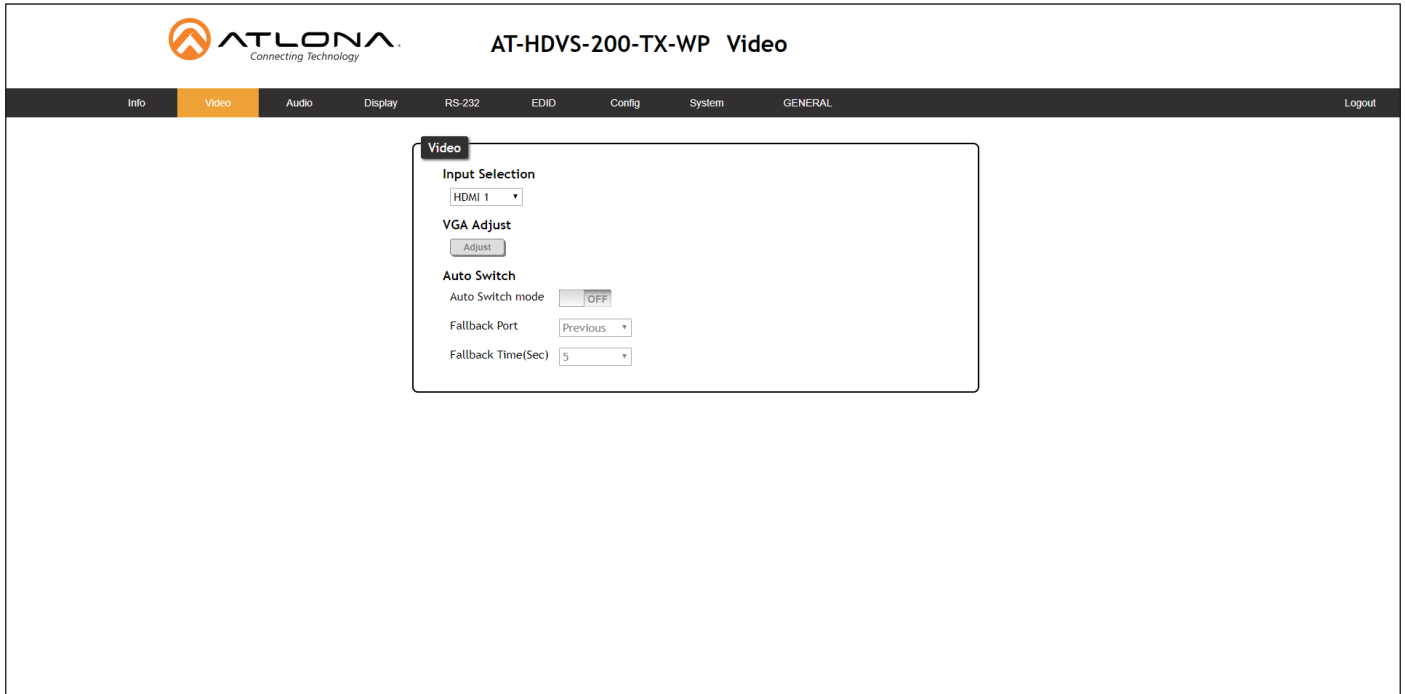 ATLONA.
Connecting Technology
AT-HDVS-200-TX-WP Video
Info Video Audio Display RS-232 EDID Config System GENERAL Logout
Video
Input Selection
HDMI 1
VGA Adjust
Adjust
Auto Switch
Auto Switch mode OFF
Fallback Port Previous
Fallback Time(Sec) 5